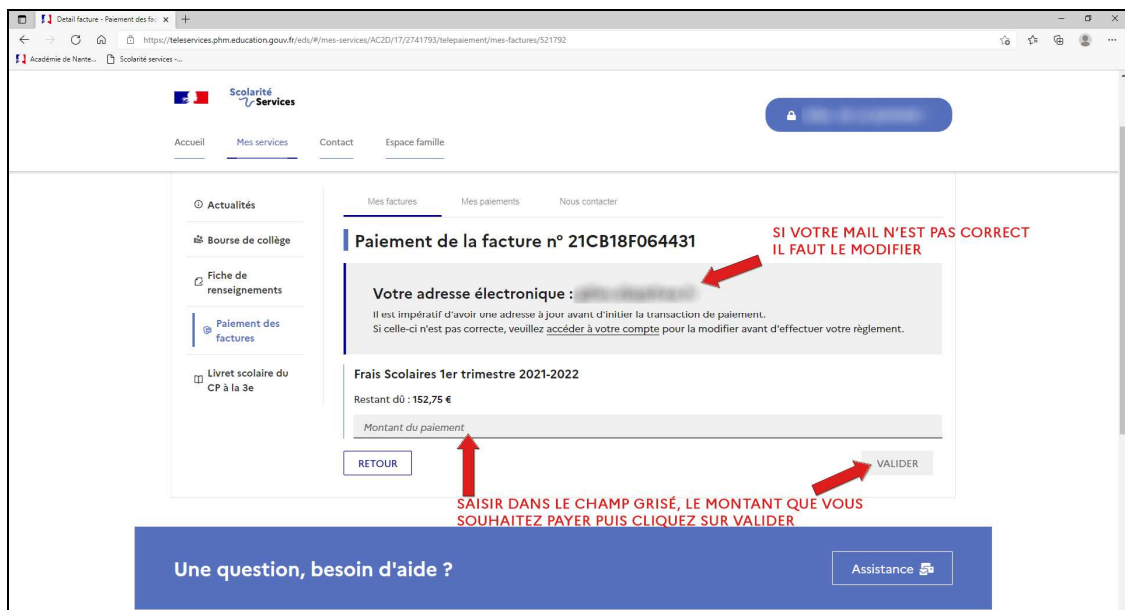 Detail facture - Paiement des fac
https://teleservices.phm.education.gouv.fr/eds/#/mes-services/AC2D/17/2741793/telepaiement/mes-factures/521792
Académie de Nante... Scolarité services -...
Scolarité
Services
Accueil Mes services Contact Espace famille
Actualités
Bourse de collège
Fiche de
renseignements
Paiement des
factures
Livret scolaire du
CP à la 3e
Mes factures Mes paiements Nous contacter
Paiement de la facture n° 21CB18F064431
SI VOTRE MAIL N'EST PAS CORRECT
IL FAUT LE MODIFIER
Votre adresse électronique :
Il est impératif d'avoir une adresse à jour avant d'initier la transaction de paiement.
Si celle-ci n'est pas correcte, veuillez accéder à votre compte pour la modifier avant d'effectuer votre règlement.
Frais Scolaires 1er trimestre 2021-2022
Restant dû : 152,75 €
Montant du paiement
RETOUR
VALIDER
SAISIR DANS LE CHAMP GRISÉ, LE MONTANT QUE VOUS
SOUHAITEZ PAYER PUIS CLIQUEZ SUR VALIDER
Une question, besoin d'aide ?
Assistance